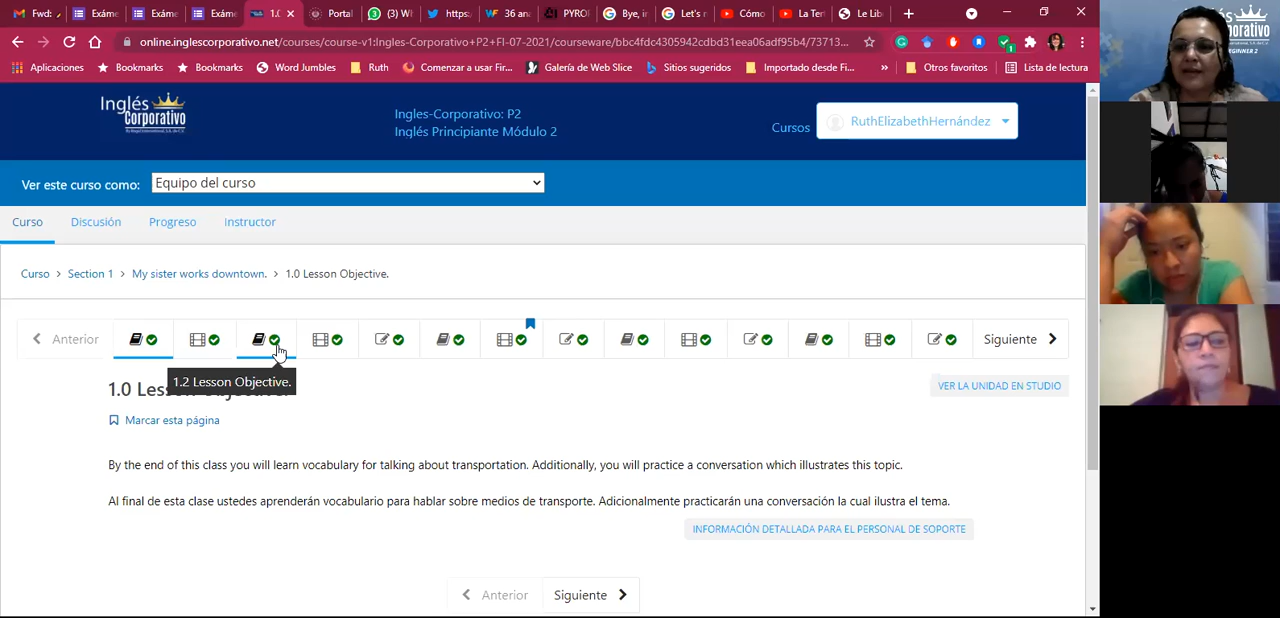 Fwd:
Exáme
Exáme
Exám
1.0
Portal
(3) W
https:
36 ana
PYRO
Bye, in
Let's r
Cómo
La Ter
Le Lib
online.inglescorporativo.net/courses/course-v1:Ingles-Corporativo+P2+FI-07-2021/courseware/bbc4fdc4305942cdbd31eea06adf95b4/73713...
Aplicaciones
Bookmarks
Bookmarks
Word Jumbles
Ruth
Comenzar a usar Fir...
Galería de Web Slice
Sitios sugeridos
Importado desde Fi...
»
Otros favoritos
Lista de lectura
Inglés
Corporativo
Ingles-Corporativo: P2
Inglés Principiante Módulo 2
Cursos
RuthElizabethHernández
Ver este curso como:
Equipo del curso
Curso
Discusión
Progreso
Instructor
Curso > Section 1 > My sister works downtown. > 1.0 Lesson Objective.
Anterior
Siguiente
1.2 Lesson Objective.
1.0 Les
VER LA UNIDAD EN STUDIO
Marcar esta página
By the end of this class you will learn vocabulary for talking about transportation. Additionally, you will practice a conversation which illustrates this topic.
Al final de esta clase ustedes aprenderán vocabulario para hablar sobre medios de transporte. Adicionalmente practicarán una conversación la cual ilustra el tema.
INFORMACIÓN DETALLADA PARA EL PERSONAL DE SOPORTE
Anterior
Siguiente